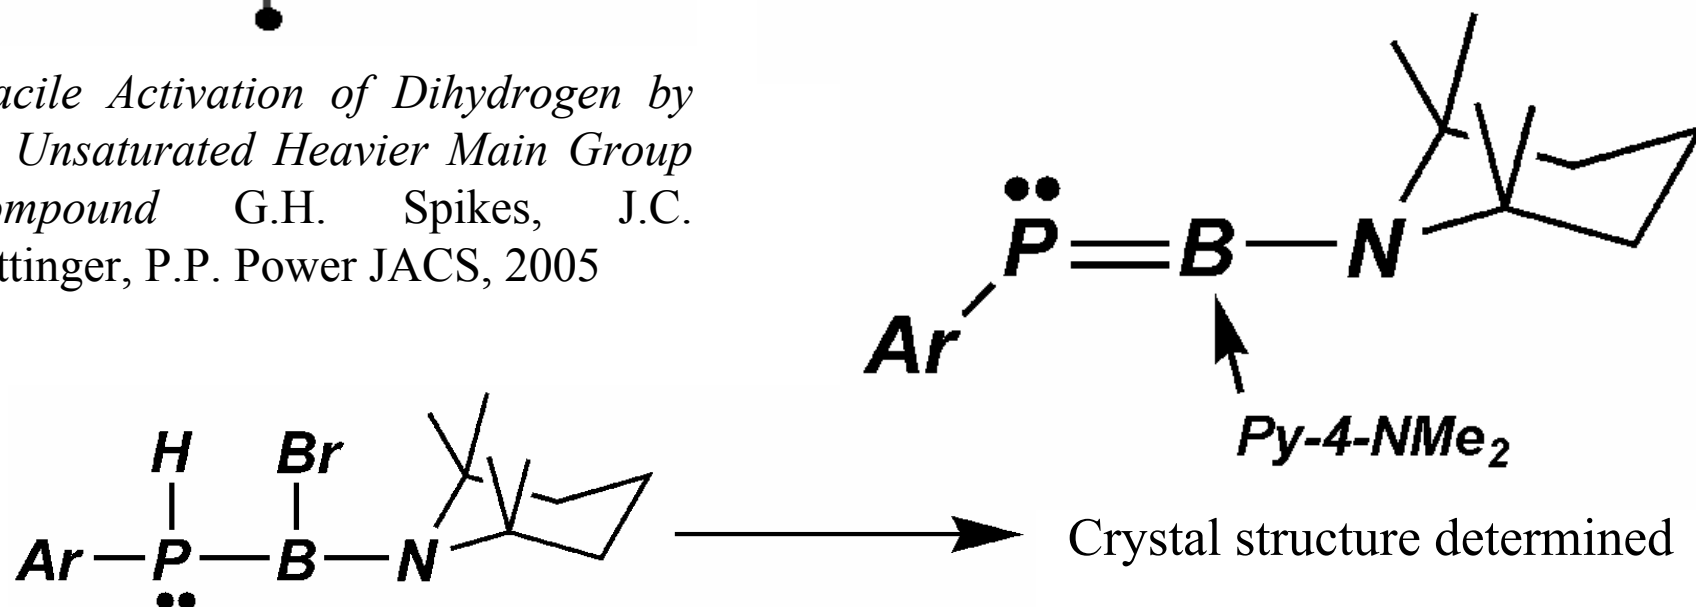 acile Activation of Dihydrogen by
Unsaturated Heavier Main Group
ompound G.H. Spikes, J.C.
ttinger, P.P. Power JACS, 2005
P B N
Ar
Py-4-NMe2
H Br
Ar P B N
Crystal structure determined